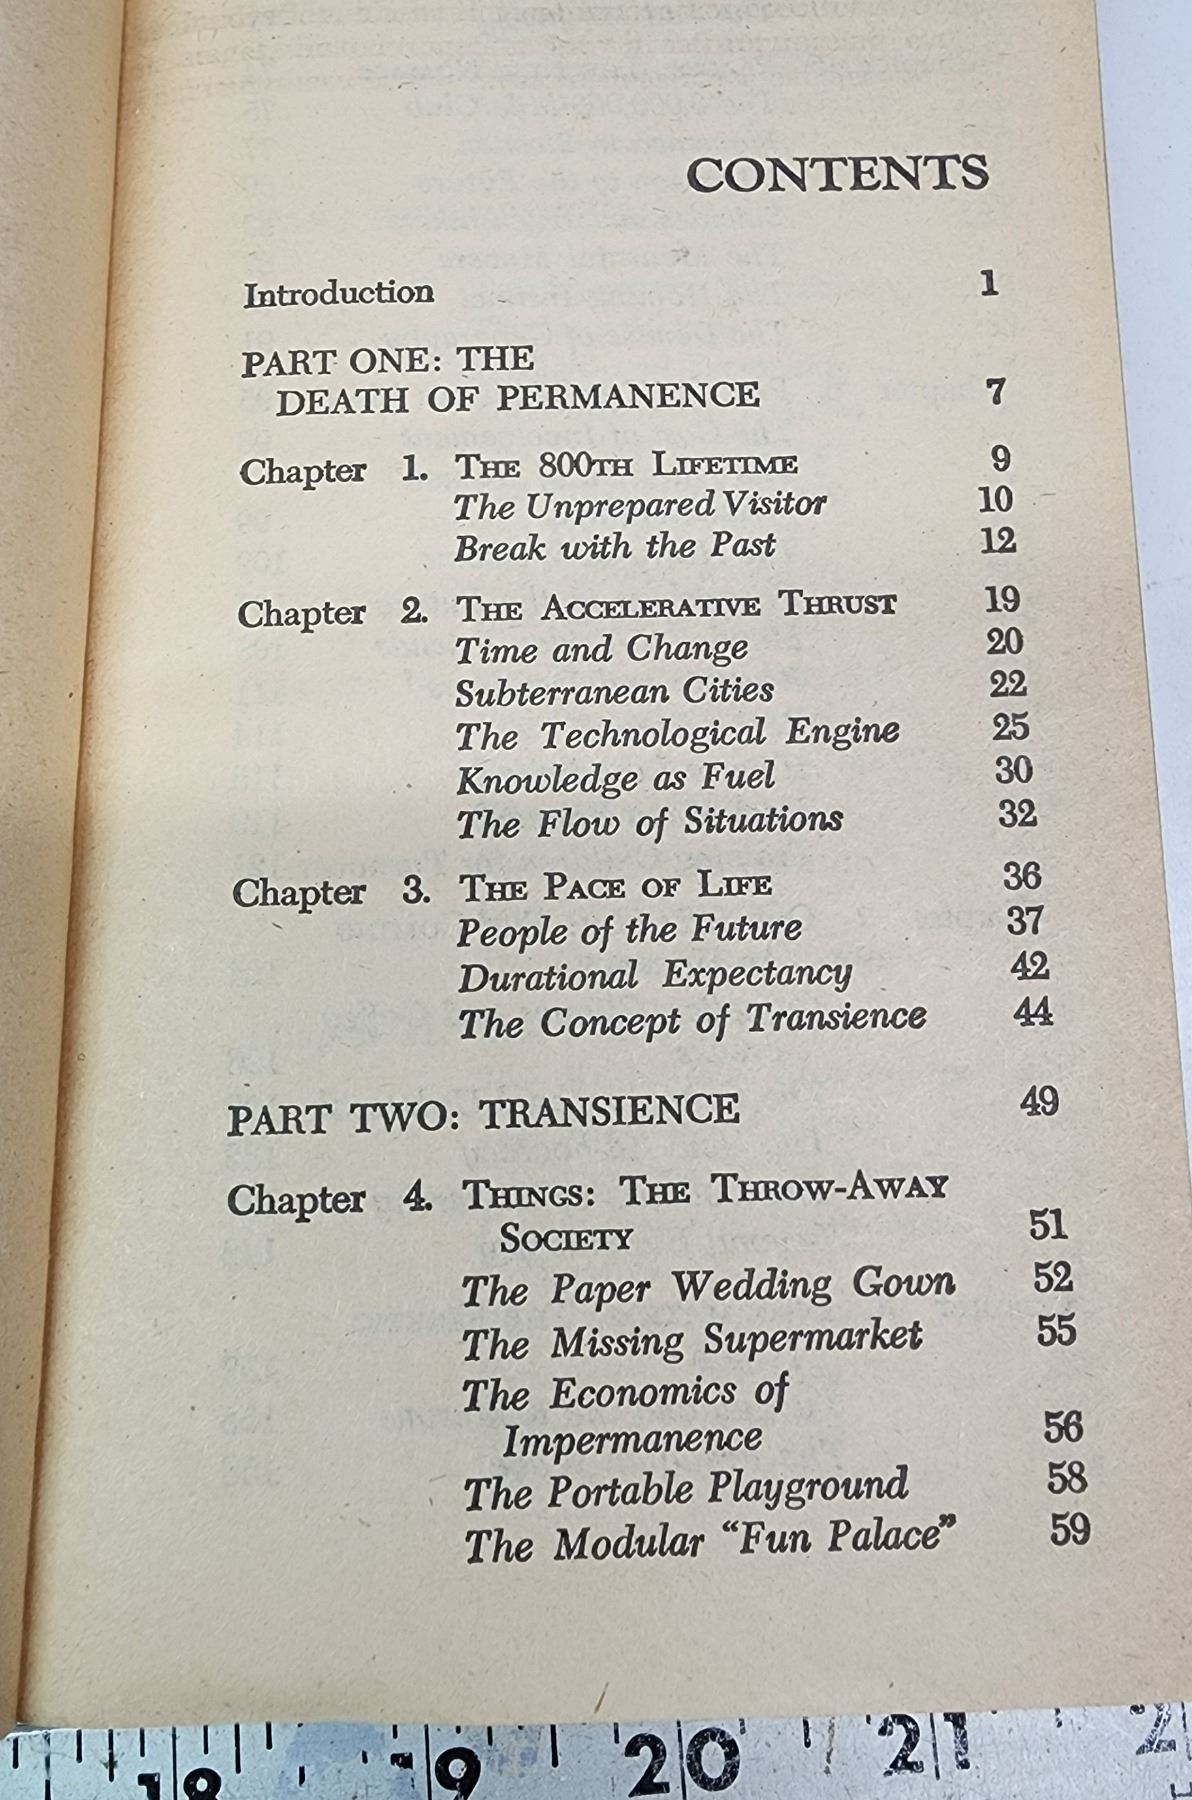 CONTENTS
Introduction 1
PART ONE: THE
DEATH OF PERMANENCE 7
Chapter 1. THE 800TH LIFETIME 9
The Unprepared Visitor 10
Break with the Past 12
Chapter 2. THE ACCELERATIVE THRUST 19
Time and Change 20
Subterranean Cities 22
The Technological Engine 25
Knowledge as Fuel 30
The Flow of Situations 32
Chapter 3. THE PACE OF LIFE 36
People of the Future 37
Durational Expectancy 42
The Concept of Transience 44
PART TWO: TRANSIENCE 49
Chapter 4. THINGS: THE THROW-AWAY
SOCIETY 51
The Paper Wedding Gown 52
The Missing Supermarket 55
The Economics of
Impermanence 56
The Portable Playground 58
The Modular “Fun Palace” 59
18 19 20 21